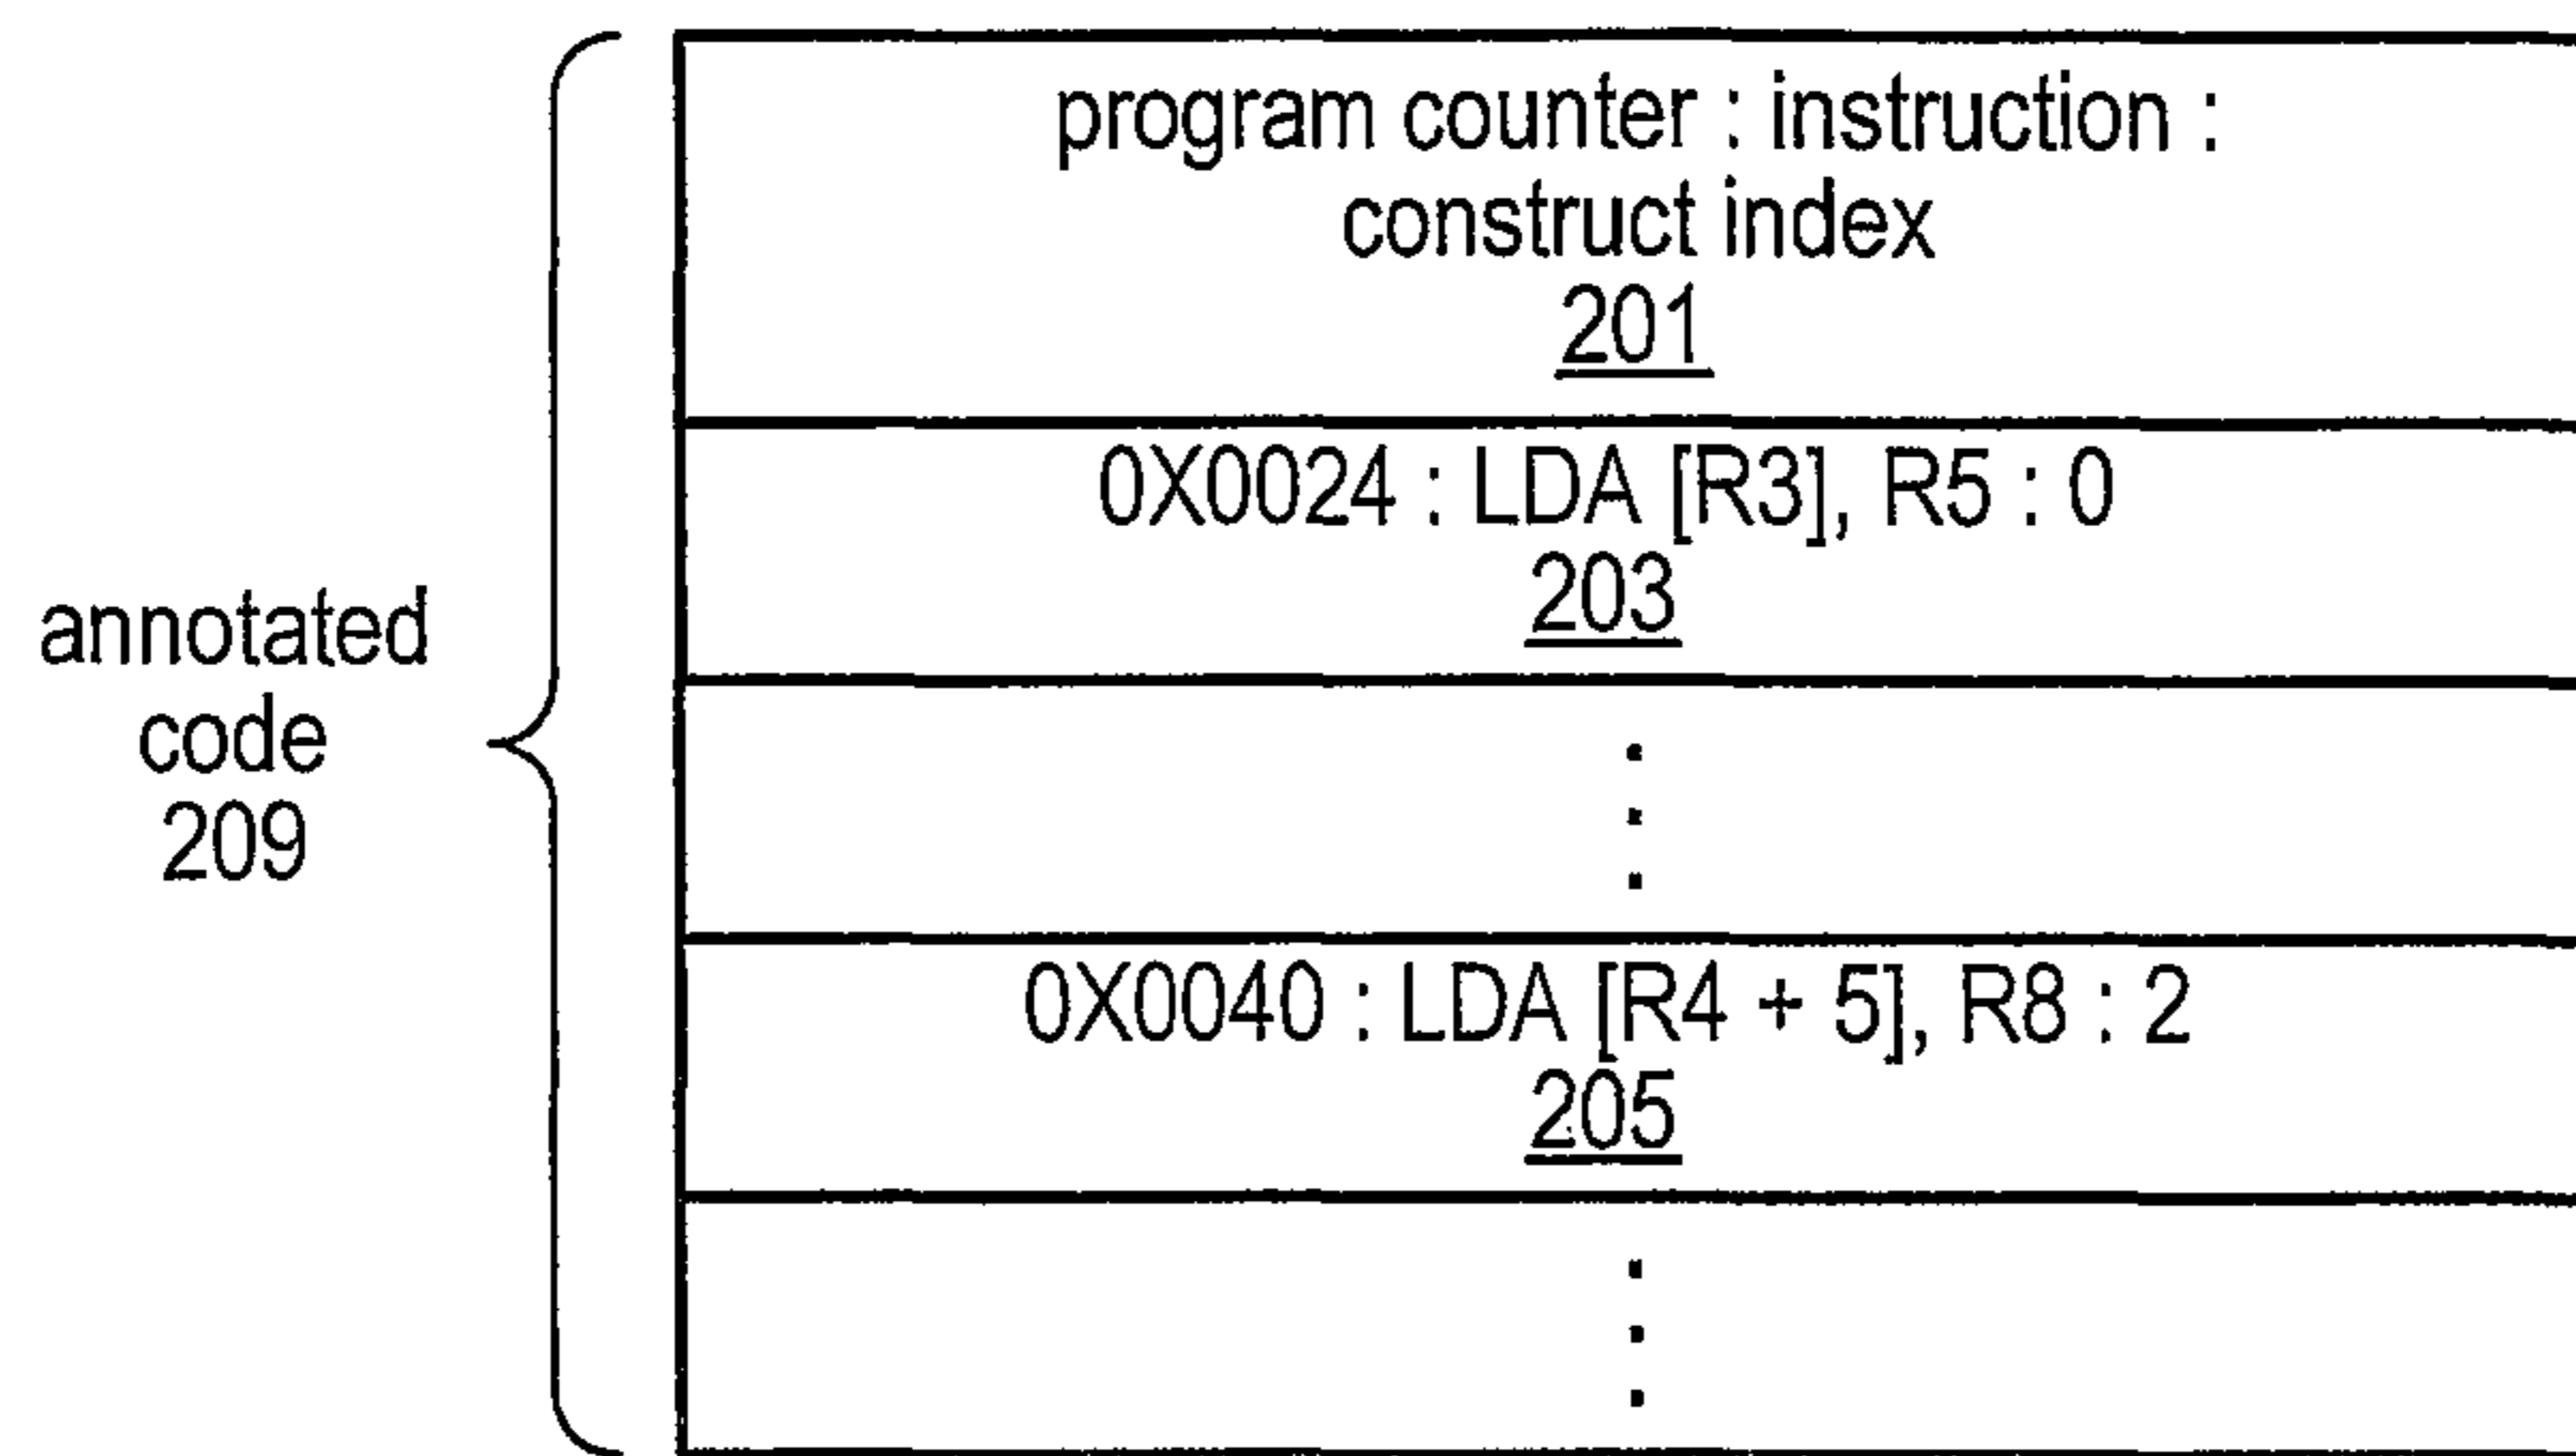 program counter : instruction :
construct index
201
0X0024 : LDA [R3], R5 : 0
203
annotated
code
209
0X0040 : LDA [R4 + 5], R8 : 2
205